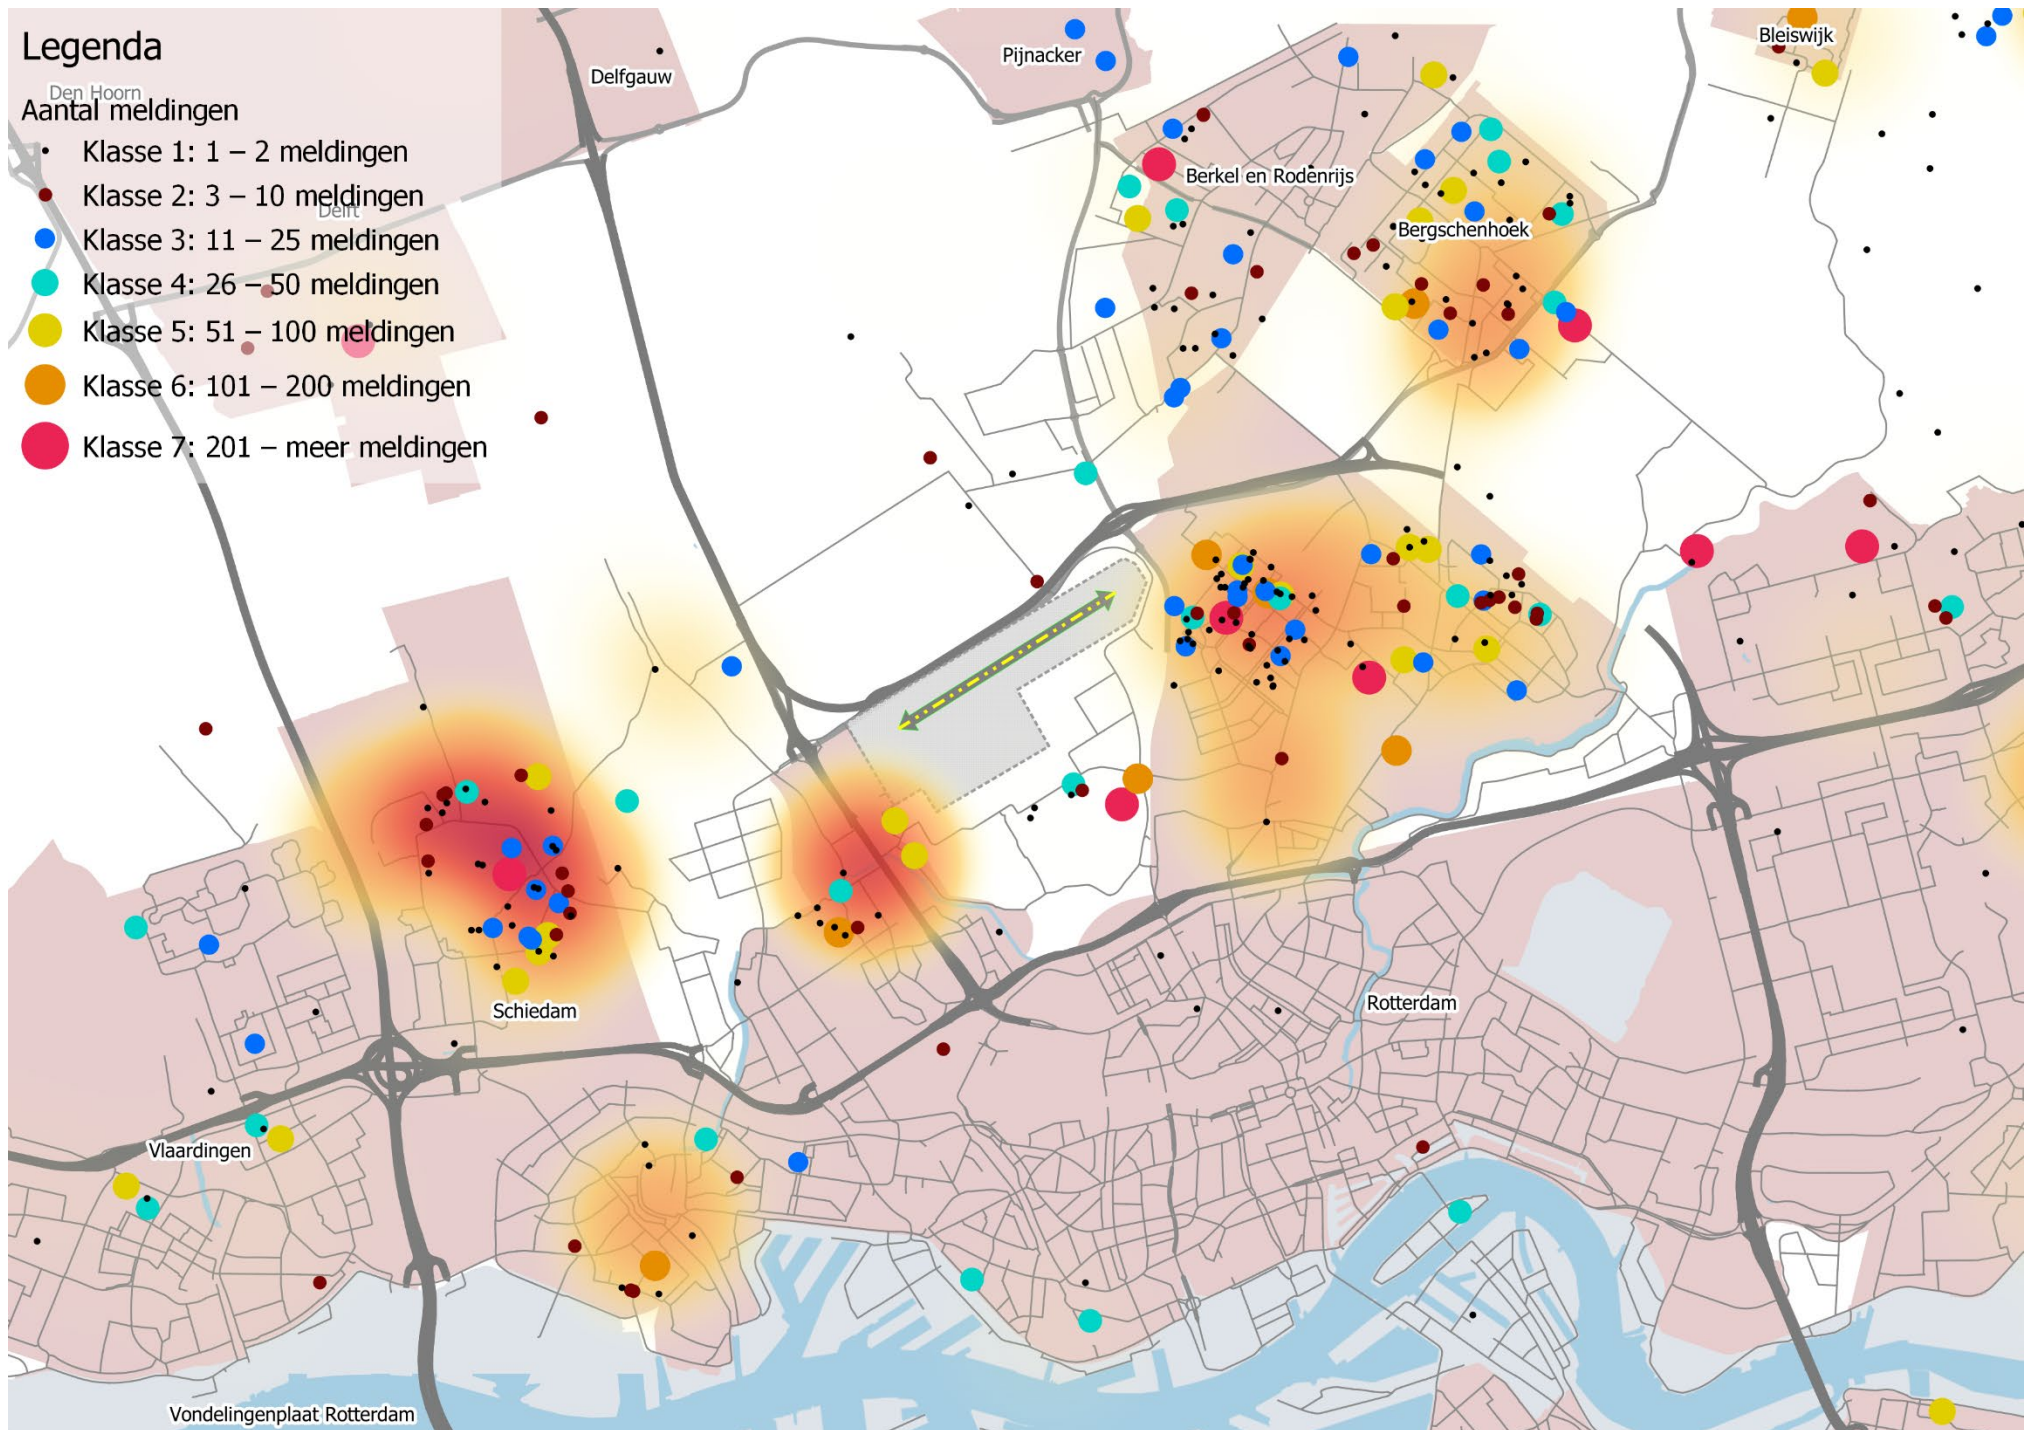 Legenda
Den Hoorn
Aantal meldingen
Klasse 1: 1 – 2 meldingen
Klasse 2: 3 – 10 meldingen
Delft
Klasse 3: 11 – 25 meldingen
Klasse 4: 26 – 50 meldingen
Klasse 5: 51 – 100 meldingen
Klasse 6: 101 – 200 meldingen
Klasse 7: 201 – meer meldingen
Delfgauw
Pijnacker
Bleiswijk
Berkel en Rodenrijs
Bergschenhoek
Schiedam
Rotterdam
Vlaardingen
Vondelingenplaat Rotterdam